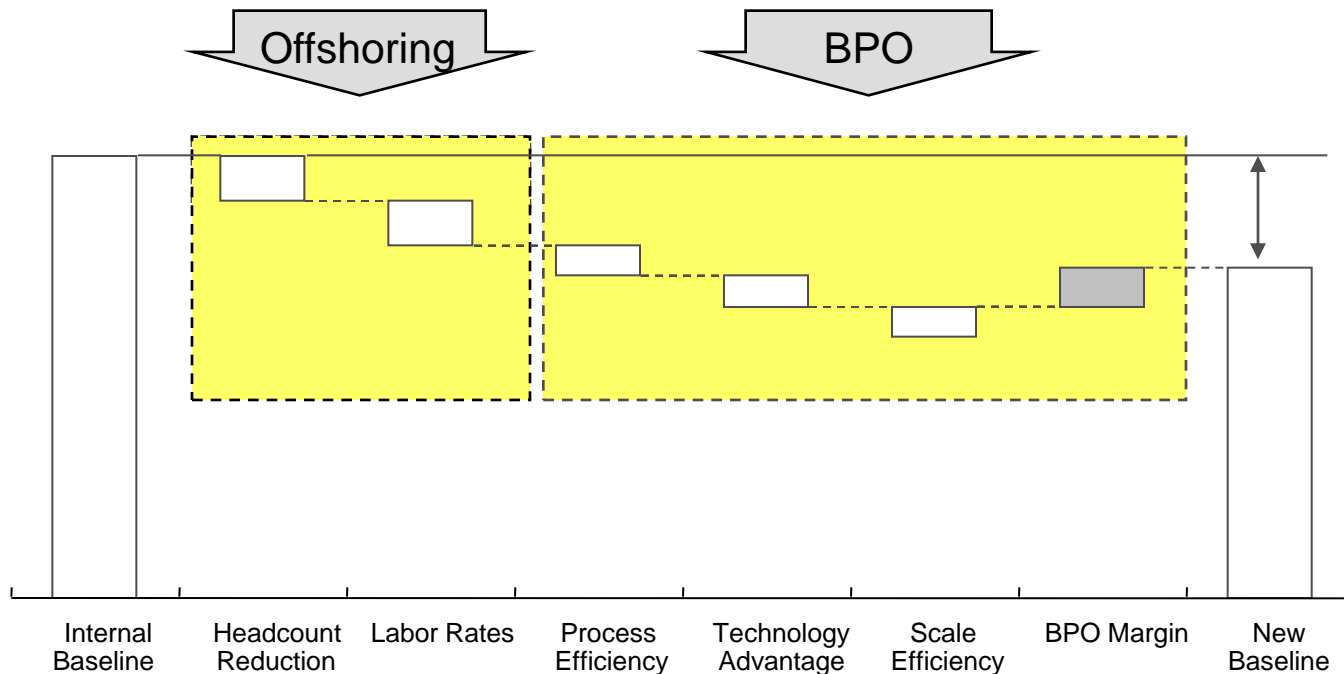 Offshoring
BPO
Internal
Baseline
Headcount
Reduction
Labor Rates
Process
Efficiency
Technology
Advantage
Scale
Efficiency
BPO Margin
New
Baseline